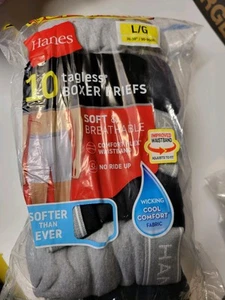 Hanes
L/G
10 tagless
BOXER BRIEFS
SOFT &
BREATHABLE
COMFORT FLEX
WAISTBAND
NO RIDE UP
IMPROVED
WAISTBAND
WICKING
COOL
COMFORT
FABRIC
SOFTER
THAN
EVER
HAN